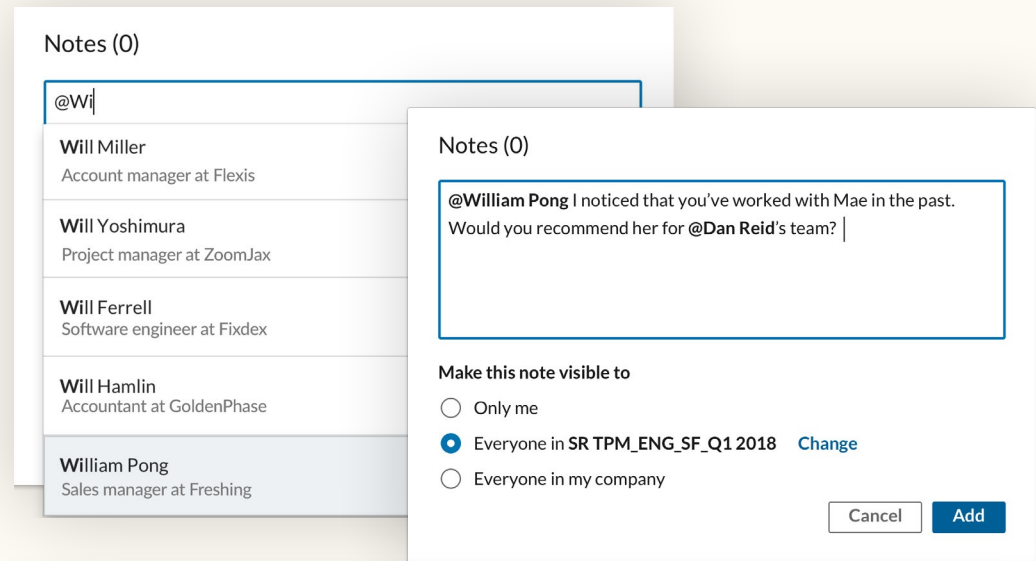 Notes (0)
@Wi
Will Miller
Account manager at Flexis
Will Yoshimura
Project manager at ZoomJax
Will Ferrell
Software engineer at Fixdex
Will Hamlin
Accountant at GoldenPhase
William Pong
Sales manager at Freshing
Notes (0)
@William Pong I noticed that you’ve worked with Mae in the past.
Would you recommend her for @Dan Reid’s team?
Make this note visible to
Only me
Everyone in SR TPM_ENG_SF_Q1 2018 Change
Everyone in my company
Cancel Add